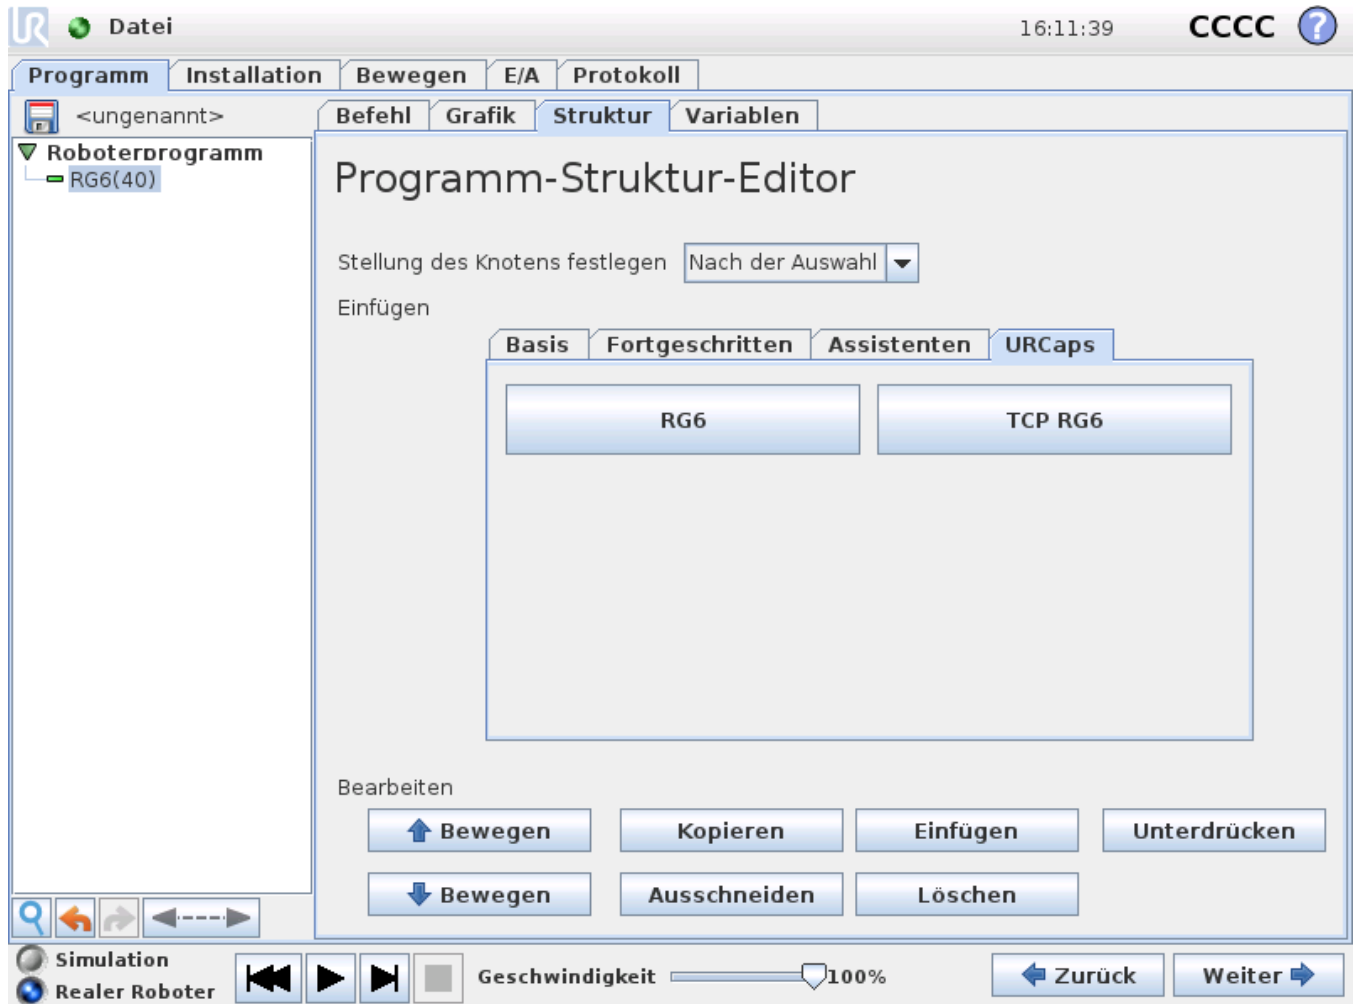 UR Datei 16:11:39 CCCC ?
Programm Installation Bewegen E/A Protokoll
<ungenannt> Befehl Grafik Struktur Variablen
Roboterprogramm
RG6(40)
Programm-Struktur-Editor
Stellung des Knotens festlegen Nach der Auswahl
Einfügen
Basis Fortgeschritten Assistenten URCaps
RG6 TCP RG6
Bearbeiten
Bewegen Kopieren Einfügen Unterdrücken
Bewegen Ausschneiden Löschen
Simulation
Realer Roboter
Geschwindigkeit 100% Zurück Weiter